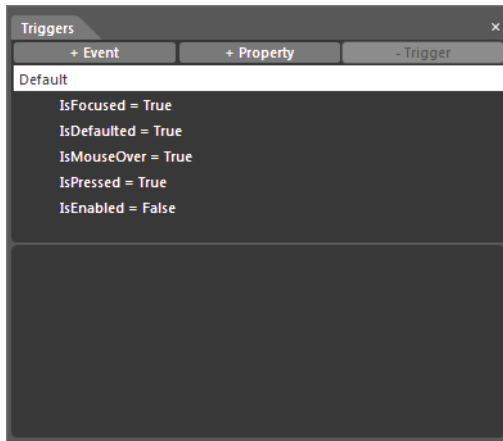 Triggers ×
+ Event + Property - Trigger
Default
IsFocused = True
IsDefaulted = True
IsMouseOver = True
IsPressed = True
IsEnabled = False